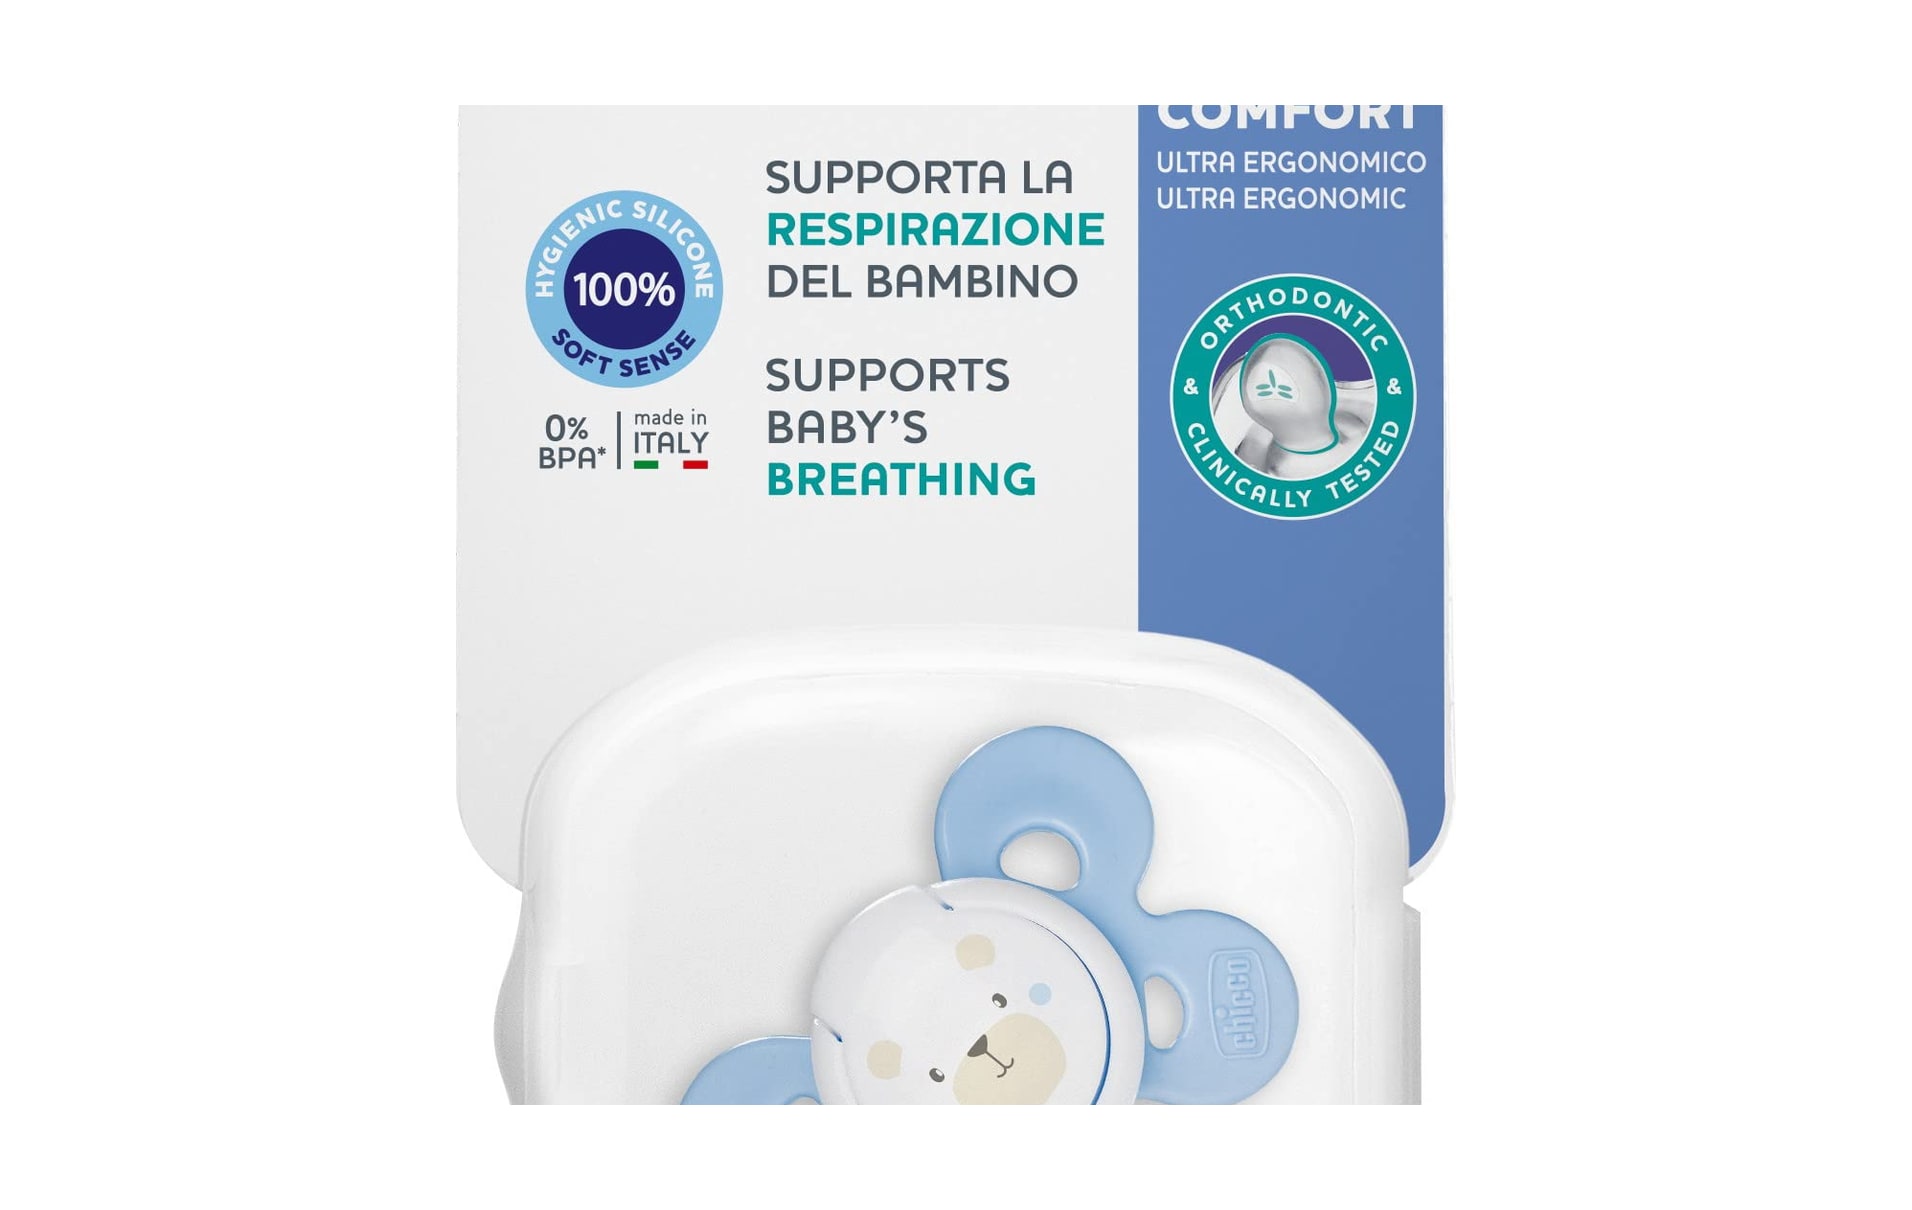 COMFORT
ULTRA ERGONOMICO
ULTRA ERGONOMIC
SUPPORTA LA
RESPIRAZIONE
DEL BAMBINO
SUPPORTS
BABY'S
BREATHING
HYGIENIC SILICONE
100%
SOFT SENSE
0%
BPA*
made in
ITALY
ORTHODONTIC
& &
CLINICALLY TESTED
chicco